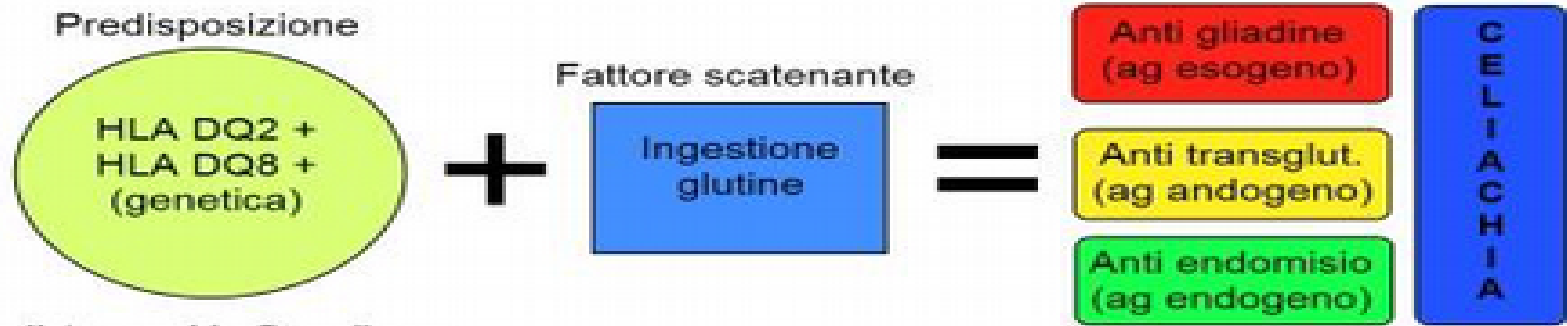 Predisposizione
HLA DQ2 +
HLA DQ8 +
(genetica)
+
Fattore scatenante
Ingestione
glutine
=
Anti gliadine
(ag esogeno)
Anti transglut.
(ag andogeno)
Anti endomisio
(ag endogeno)
C
E
L
I
A
C
H
I
A